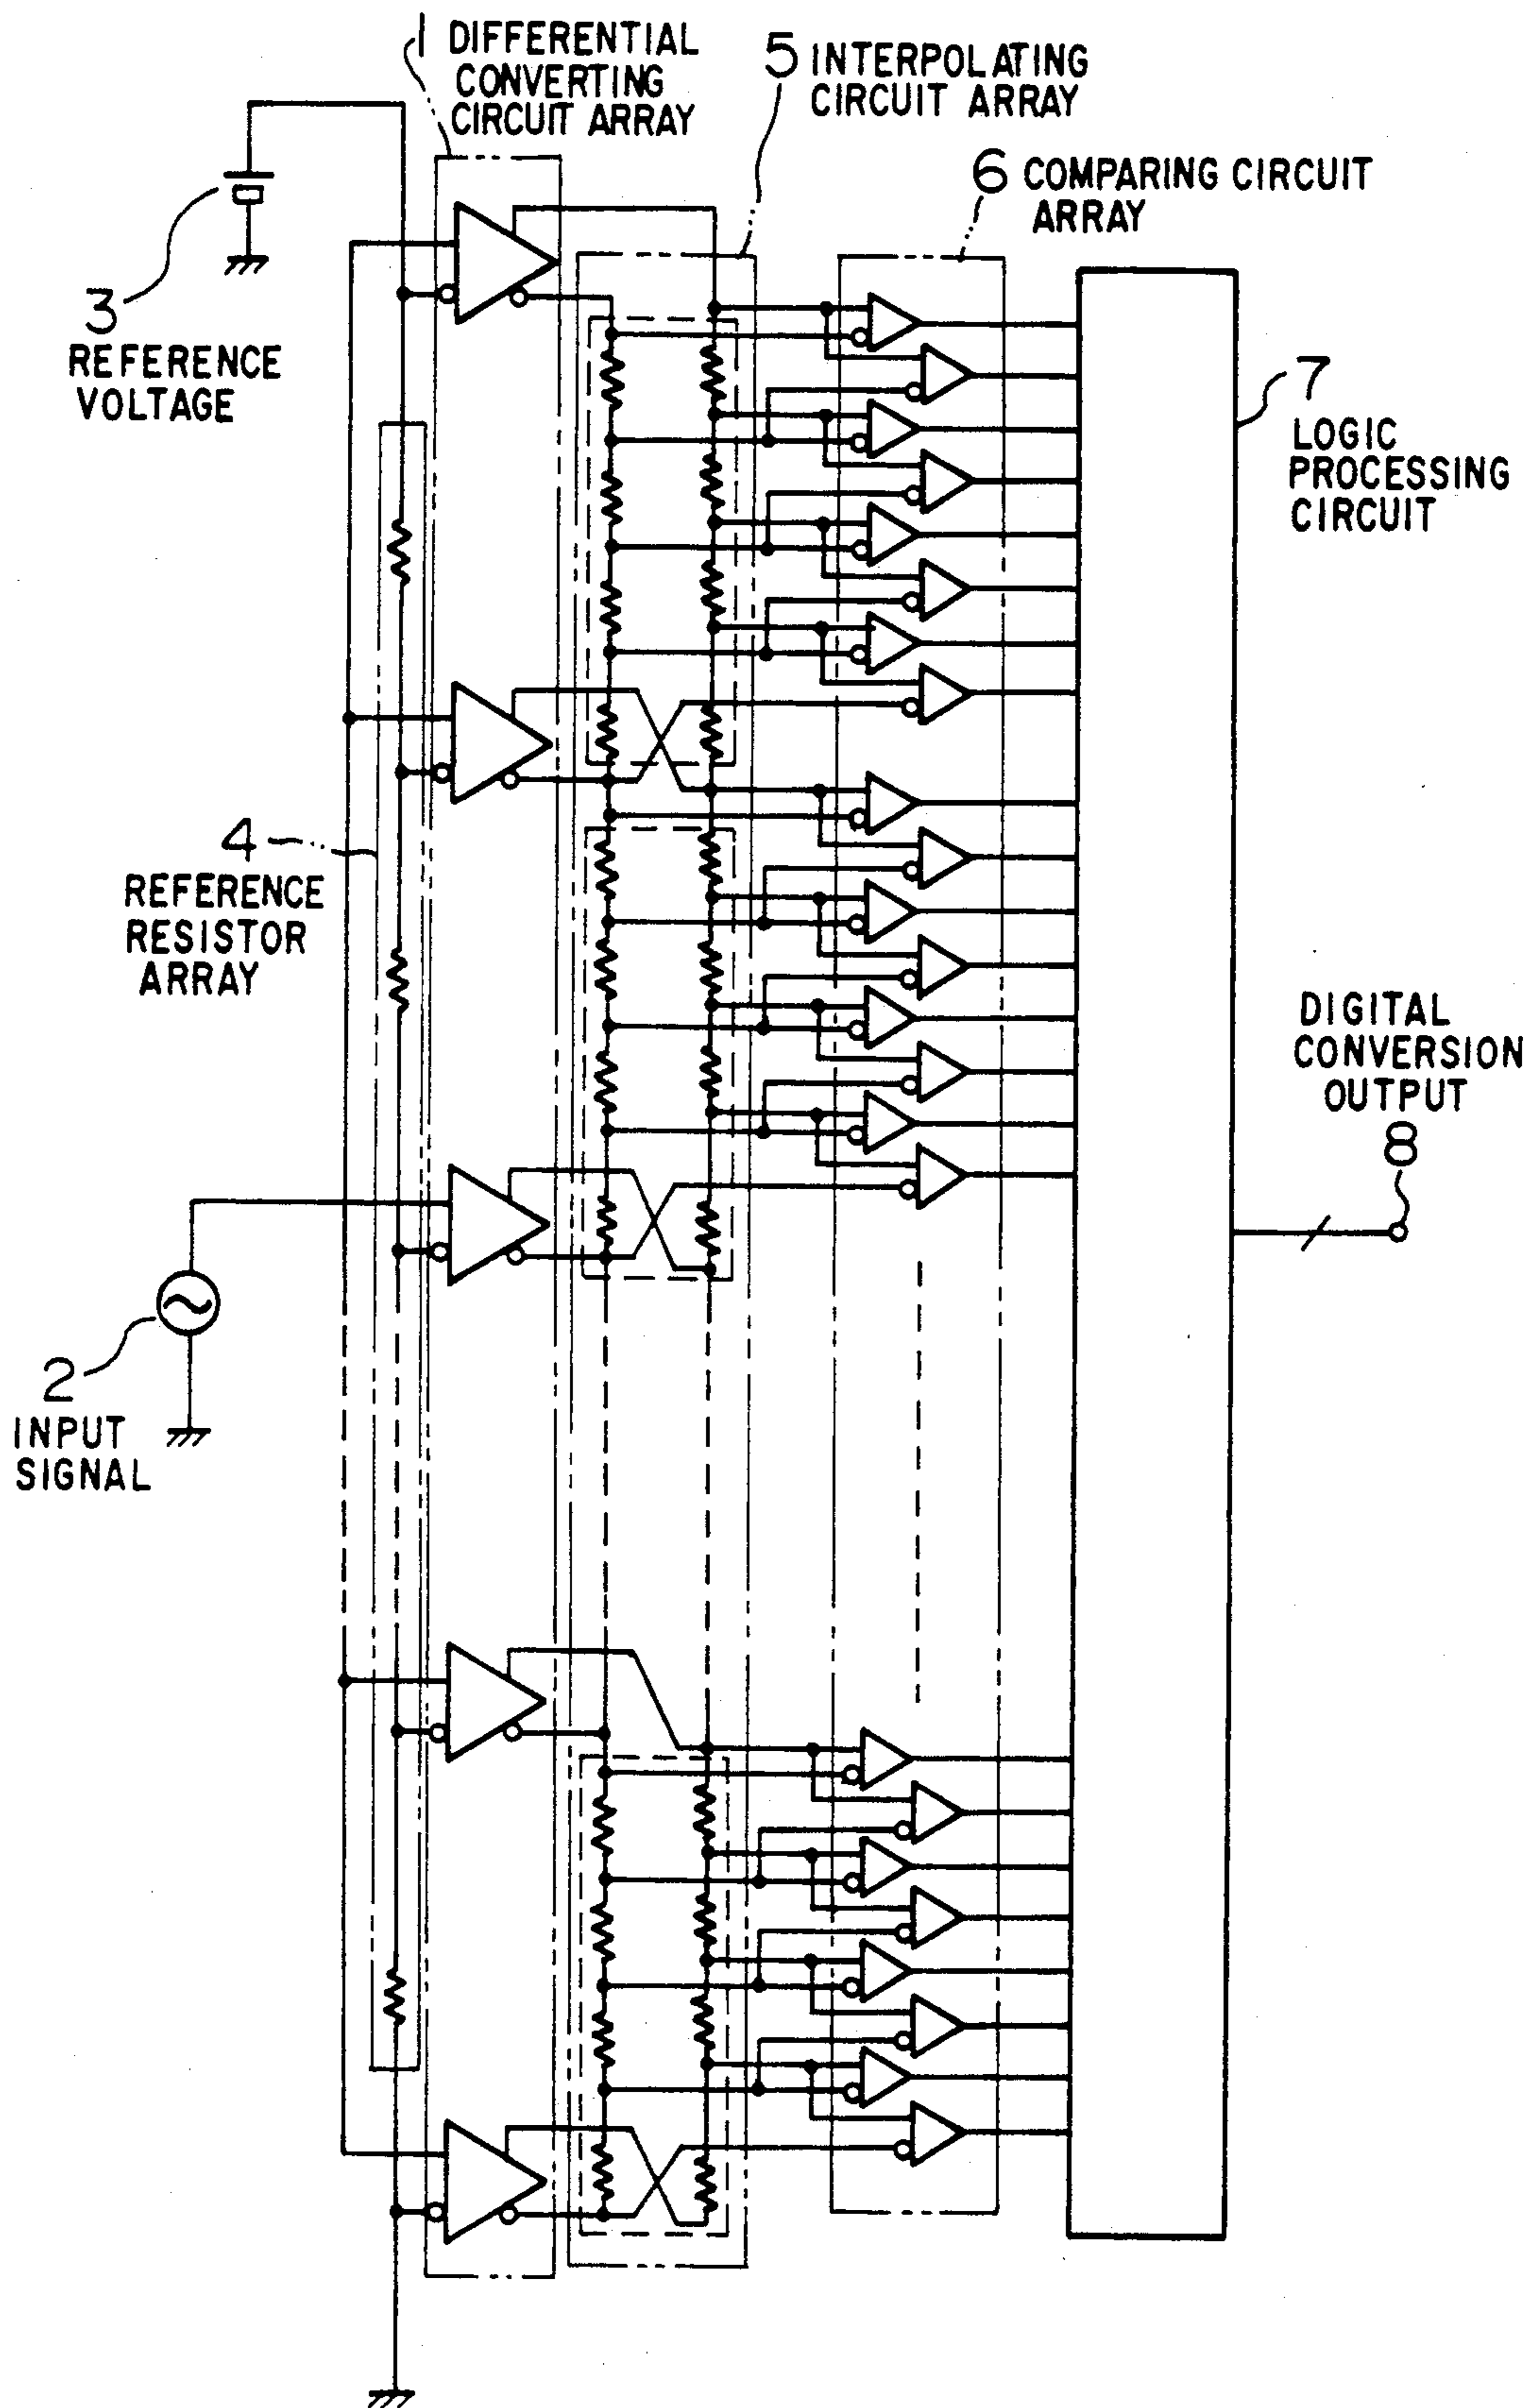 1 DIFFERENTIAL
CONVERTING
CIRCUIT ARRAY
5 INTERPOLATING
CIRCUIT ARRAY
6 COMPARING CIRCUIT
ARRAY
3
REFERENCE
VOLTAGE
7
LOGIC
PROCESSING
CIRCUIT
4
REFERENCE
RESISTOR
ARRAY
DIGITAL
CONVERSION
OUTPUT
8
2
INPUT
SIGNAL